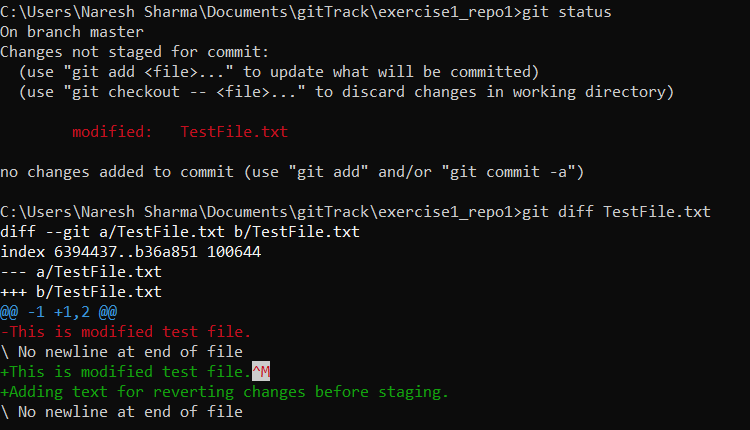 C:\Users\Naresh Sharma\Documents\gitTrack\exercise1_repo1>git status
On branch master
Changes not staged for commit:
  (use "git add <file>..." to update what will be committed)
  (use "git checkout -- <file>..." to discard changes in working directory)
        modified:   TestFile.txt
no changes added to commit (use "git add" and/or "git commit -a")
C:\Users\Naresh Sharma\Documents\gitTrack\exercise1_repo1>git diff TestFile.txt
diff --git a/TestFile.txt b/TestFile.txt
index 6394437..b36a851 100644
--- a/TestFile.txt
+++ b/TestFile.txt
@@ -1 +1,2 @@
-This is modified test file.
\ No newline at end of file
+This is modified test file.^M
+Adding text for reverting changes before staging.
\ No newline at end of file